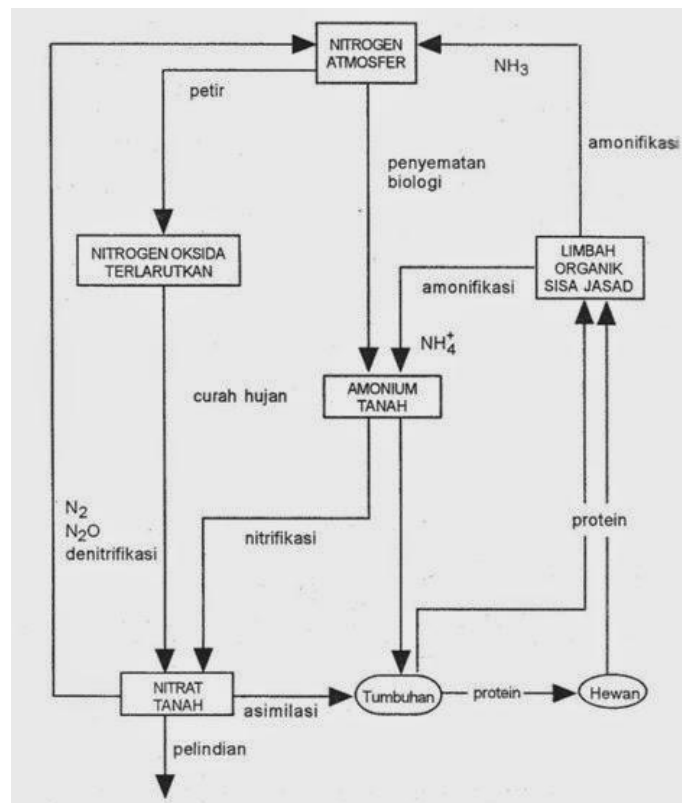 NITROGEN
ATMOSFER
NH3
petir
amonifikasi
penyematan
biologi
NITROGEN OKSIDA
TERLARUTKAN
LIMBAH
ORGANIK
SISA JASAD
amonifikasi
NH4+
AMONIUM
TANAH
curah hujan
N2
N2O
denitrifikasi
nitrifikasi
protein
NITRAT
TANAH
asimilasi
Tumbuhan
protein
Hewan
pelindian